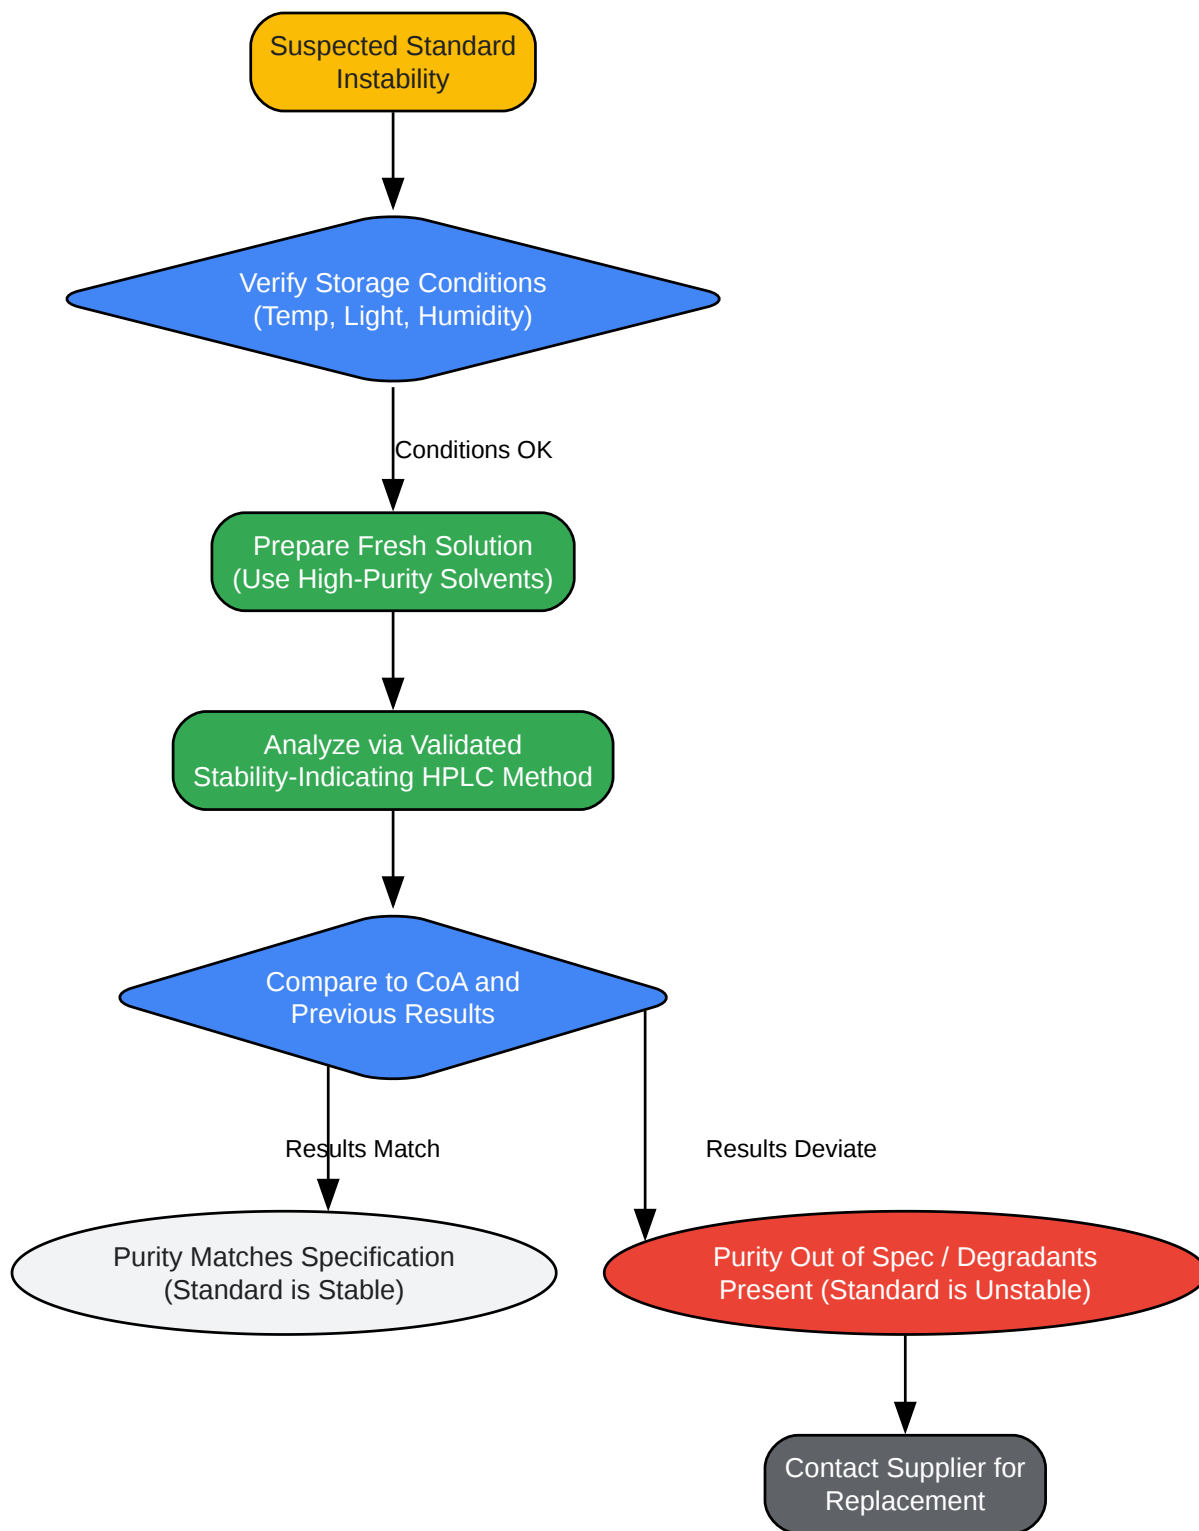 Suspected Standard
Instability
Verify Storage Conditions
(Temp, Light, Humidity)
Conditions OK
Prepare Fresh Solution
(Use High-Purity Solvents)
Analyze via Validated
Stability-Indicating HPLC Method
Compare to CoA and
Previous Results
Results Match
Results Deviate
Purity Matches Specification
(Standard is Stable)
Purity Out of Spec / Degradants
Present (Standard is Unstable)
Contact Supplier for
Replacement